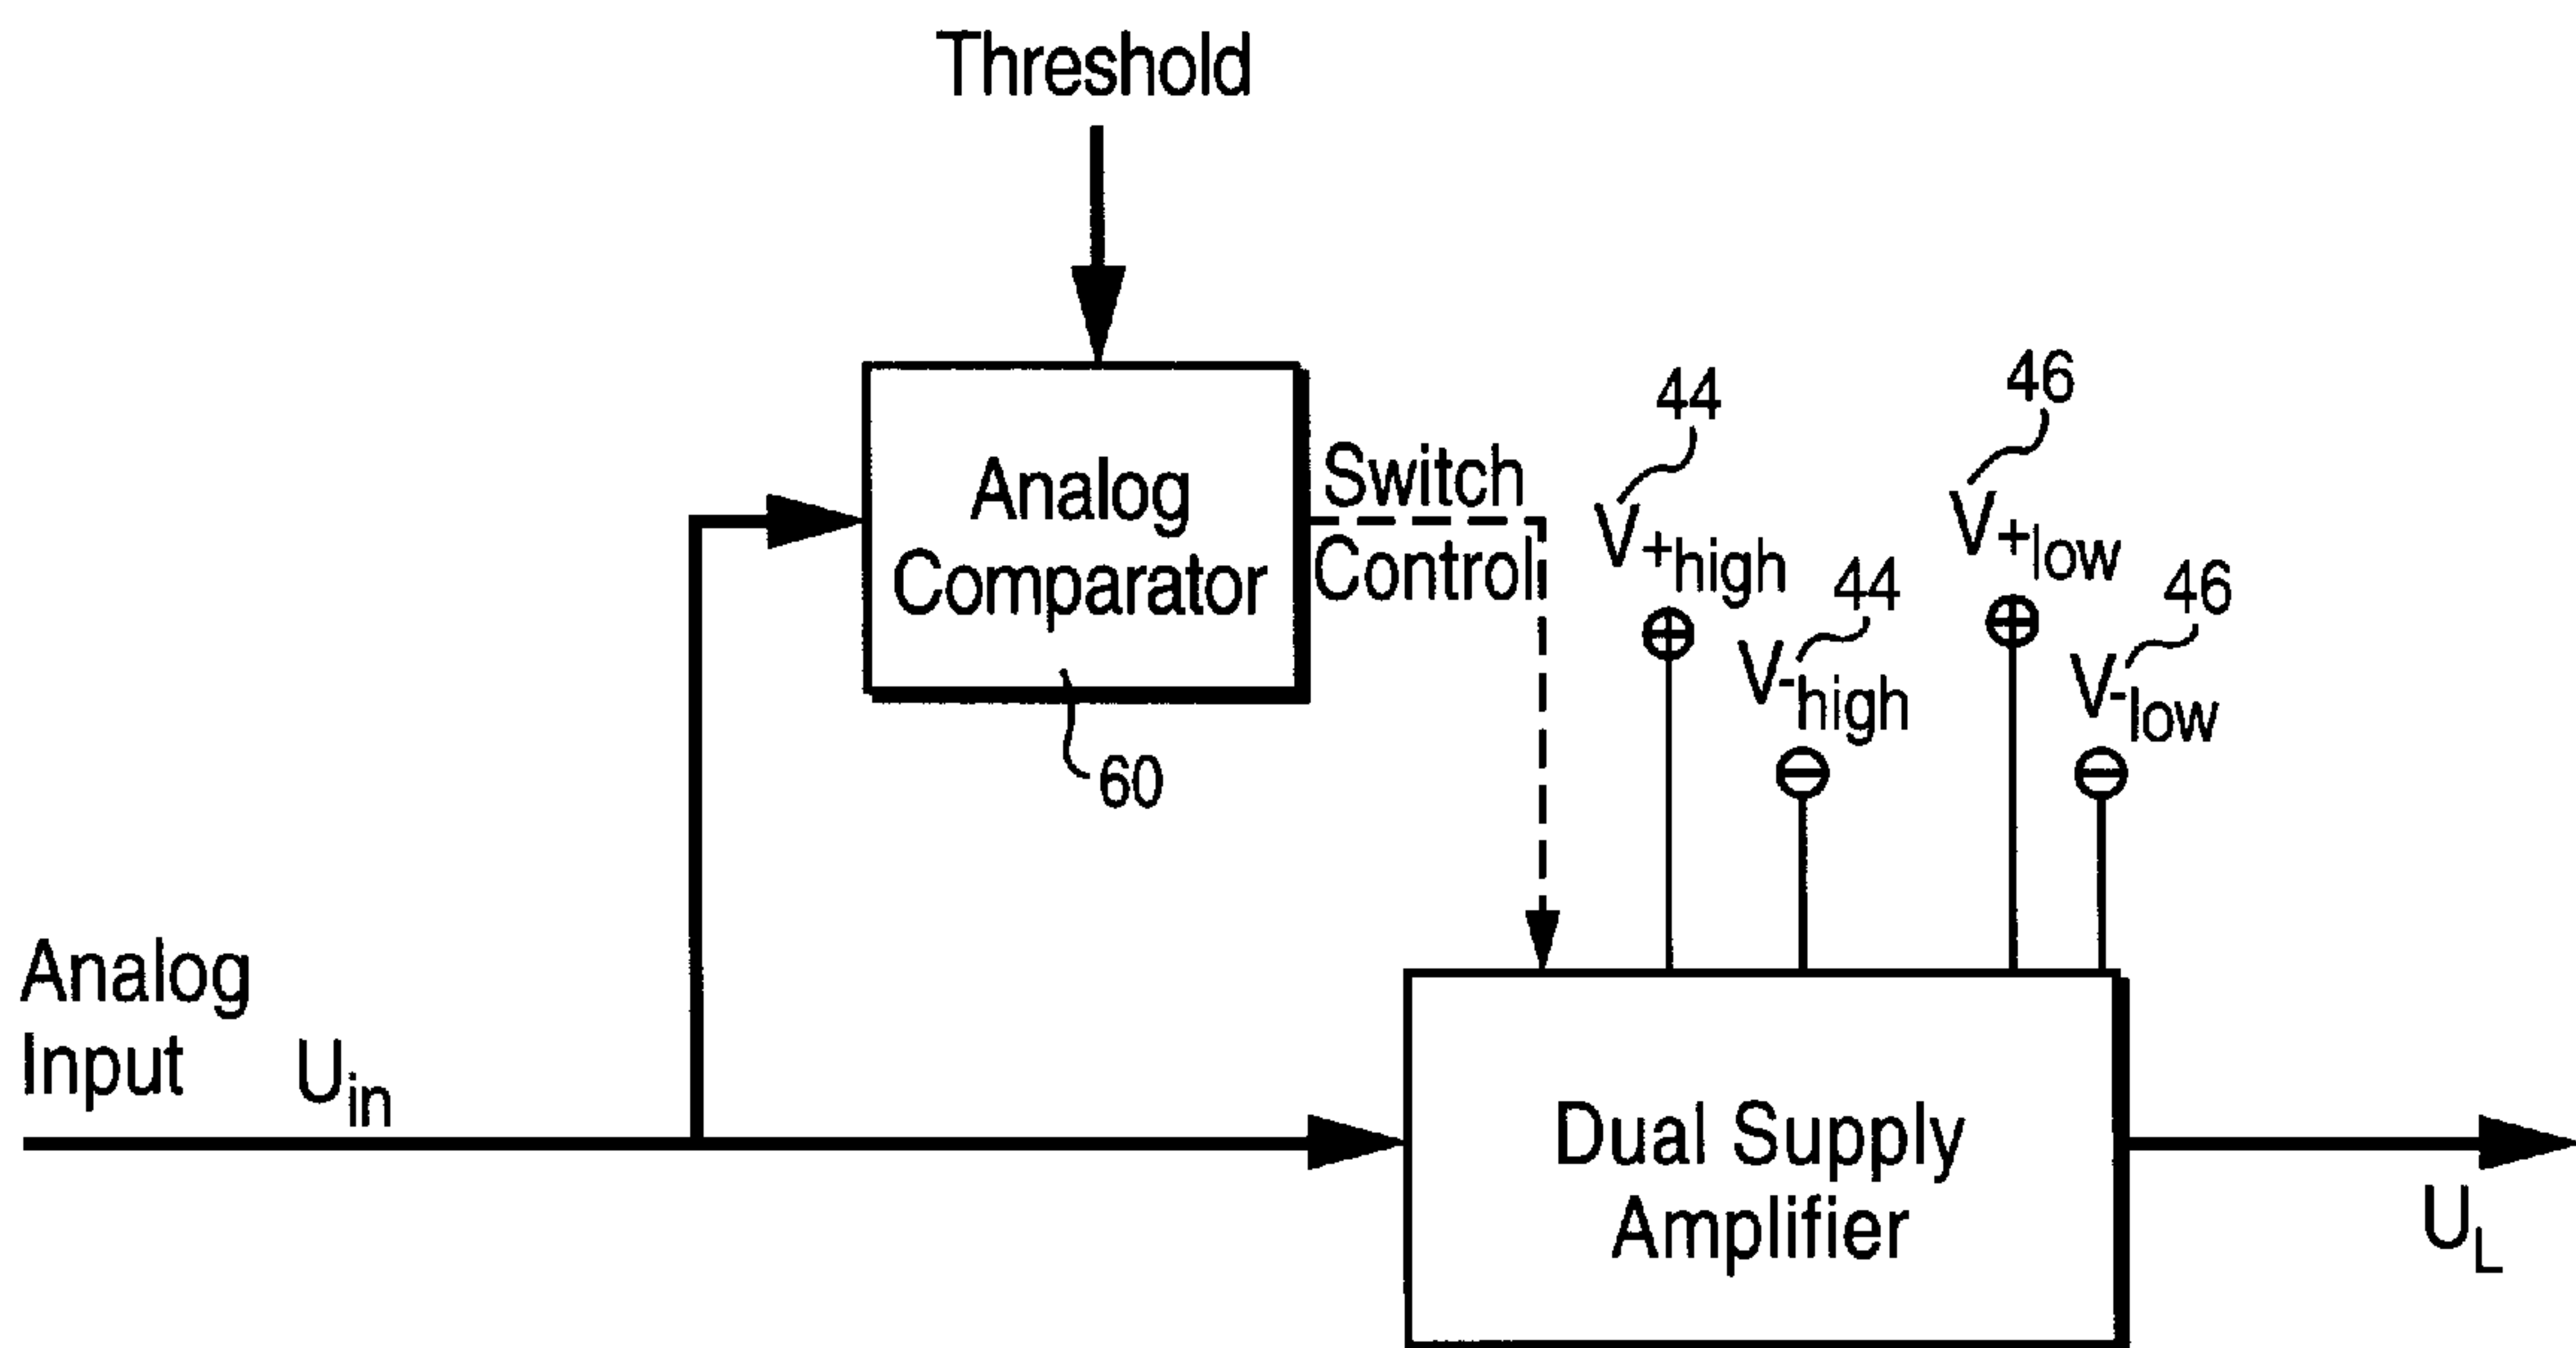 Threshold
Analog
Comparator
60
Switch
Control
44
V+high
44
V-high
46
V+low
46
V-low
Analog
Input Uin
Dual Supply
Amplifier
UL